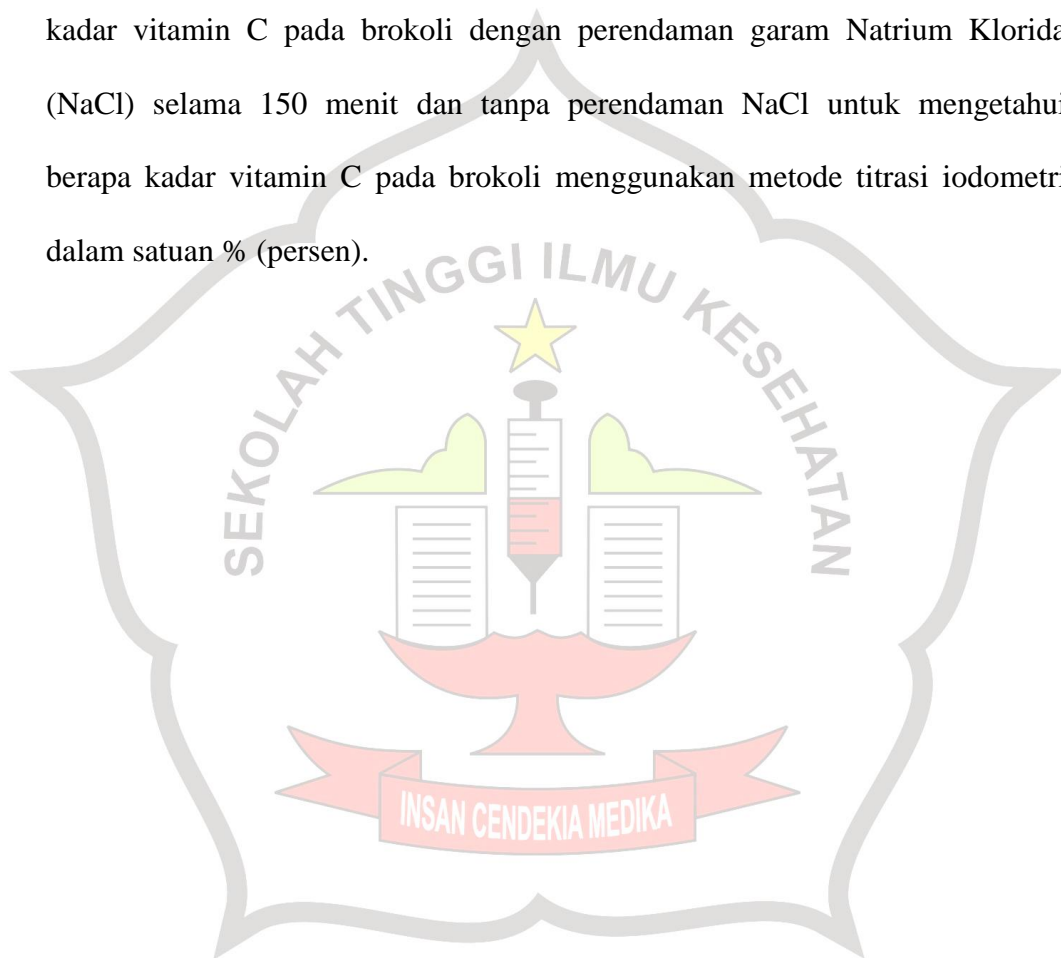 kadar vitamin C pada brokoli dengan perendaman garam Natrium Klorida
(NaCl) selama 150 menit dan tanpa perendaman NaCl untuk mengetahui
berapa kadar vitamin C pada brokoli menggunakan metode titrasi iodometri
dalam satuan % (persen).
SEKOLAH TINGGI ILMU KESEHATAN
INSAN CENDEKIA MEDIKA